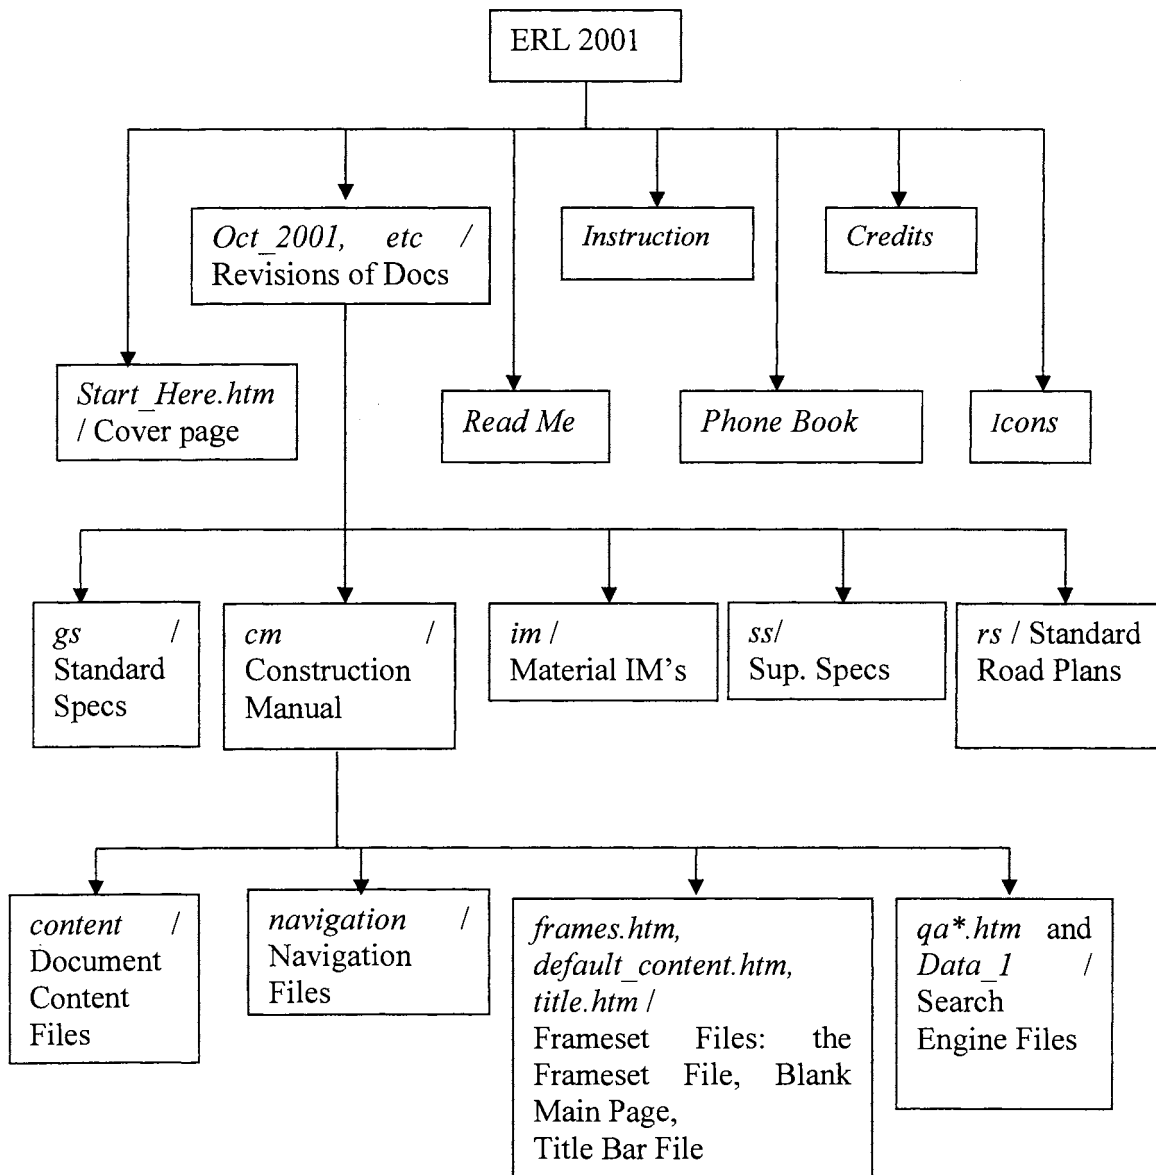 ERL 2001
Oct_2001, etc /
Revisions of Docs
Instruction
Credits
Start_Here.htm
/ Cover page
Read Me
Phone Book
Icons
gs /
Standard
Specs
cm /
Construction
Manual
im /
Material IM's
ss/
Sup. Specs
rs / Standard
Road Plans
content /
Document
Content
Files
navigation /
Navigation
Files
frames.htm,
default_content.htm,
title.htm /
Frameset Files: the
Frameset File, Blank
Main Page,
Title Bar File
qa*.htm and
Data_1 /
Search
Engine Files